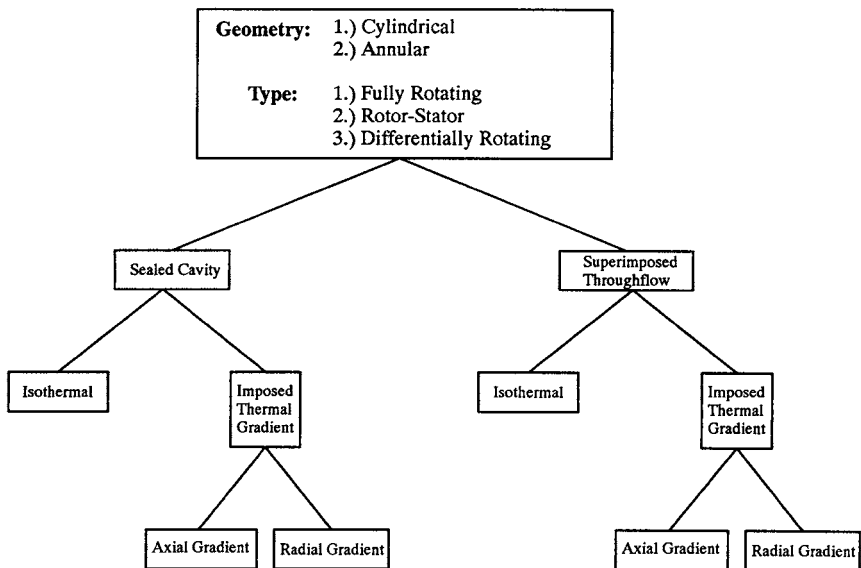 Geometry: 1.) Cylindrical
2.) Annular
Type: 1.) Fully Rotating
2.) Rotor-Stator
3.) Differentially Rotating
Sealed Cavity
Superimposed
Throughflow
Isothermal
Imposed
Thermal
Gradient
Isothermal
Imposed
Thermal
Gradient
Axial Gradient
Radial Gradient
Axial Gradient
Radial Gradient